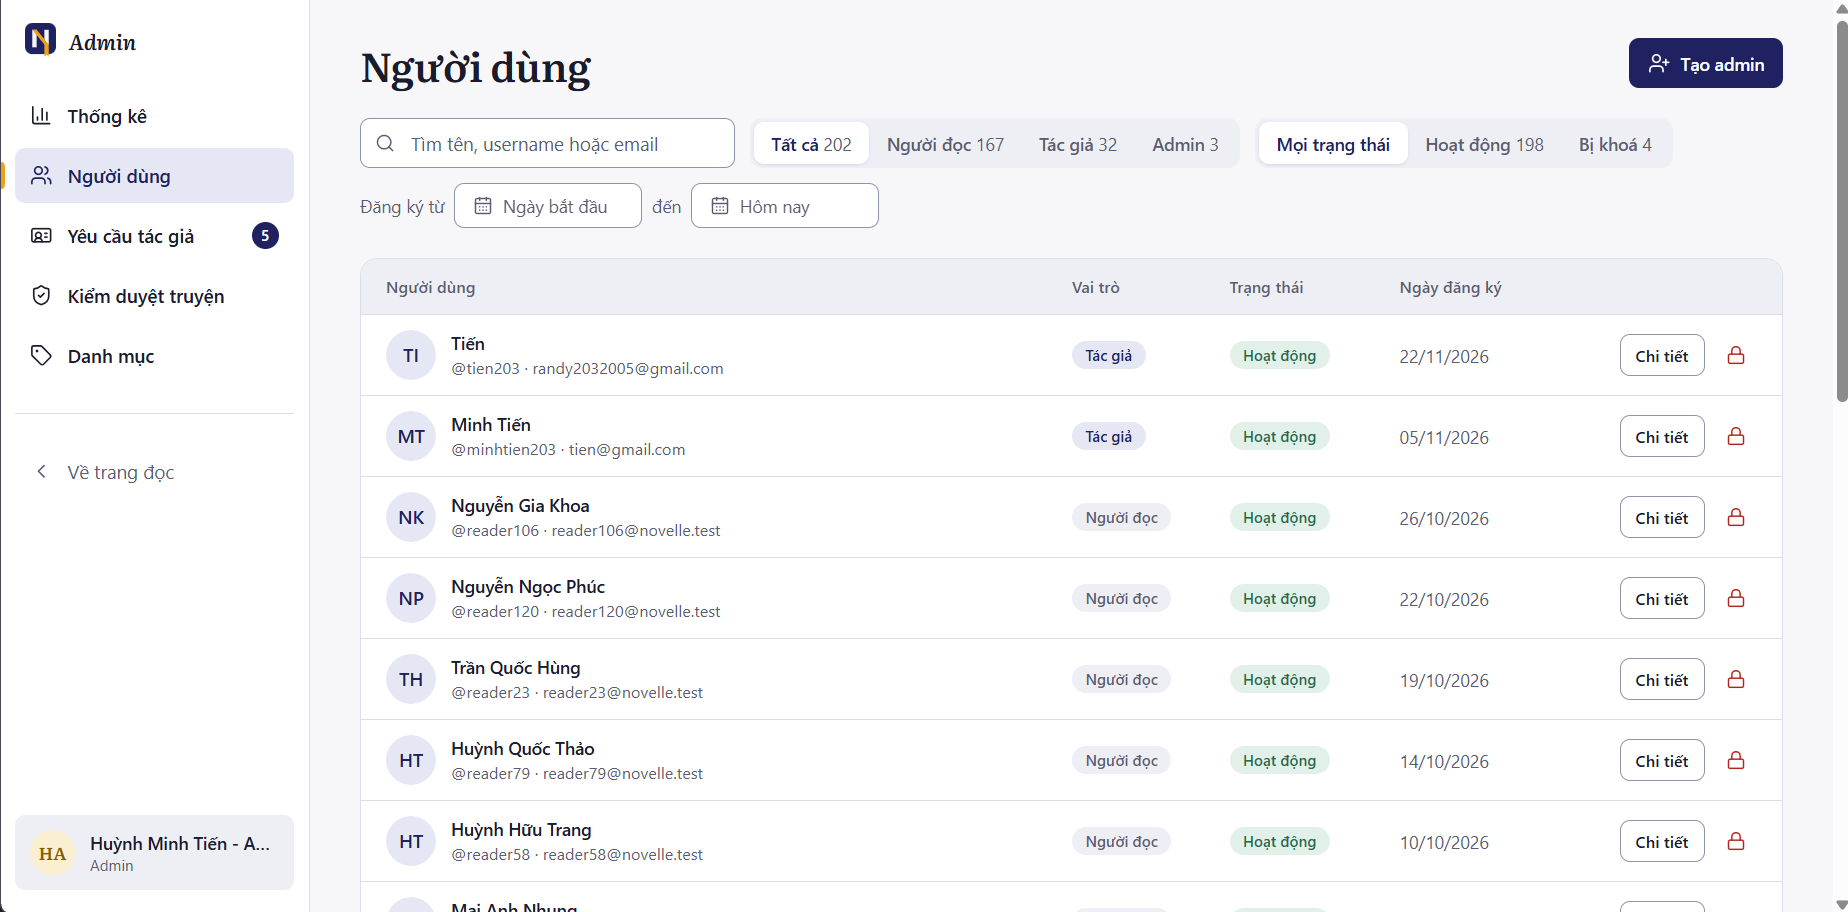 Admin
Thống kê
Người dùng
Yêu cầu tác giả 5
Kiểm duyệt truyện
Danh mục
Về trang đọc
HA Huỳnh Minh Tiến - A...
Admin
Người dùng
Tạo admin
Tìm tên, username hoặc email
Tất cả 202 Người đọc 167 Tác giả 32 Admin 3
Mọi trạng thái Hoạt động 198 Bị khoá 4
Đăng ký từ Ngày bắt đầu đến Hôm nay
Người dùng Vai trò Trạng thái Ngày đăng ký
TI Tiến
@tien203 · randy2032005@gmail.com
Tác giả Hoạt động 22/11/2026 Chi tiết
MT Minh Tiến
@minhtien203 · tien@gmail.com
Tác giả Hoạt động 05/11/2026 Chi tiết
NK Nguyễn Gia Khoa
@reader106 · reader106@novelle.test
Người đọc Hoạt động 26/10/2026 Chi tiết
NP Nguyễn Ngọc Phúc
@reader120 · reader120@novelle.test
Người đọc Hoạt động 22/10/2026 Chi tiết
TH Trần Quốc Hùng
@reader23 · reader23@novelle.test
Người đọc Hoạt động 19/10/2026 Chi tiết
HT Huỳnh Quốc Thảo
@reader79 · reader79@novelle.test
Người đọc Hoạt động 14/10/2026 Chi tiết
HT Huỳnh Hữu Trang
@reader58 · reader58@novelle.test
Người đọc Hoạt động 10/10/2026 Chi tiết
Mai Anh Nhung